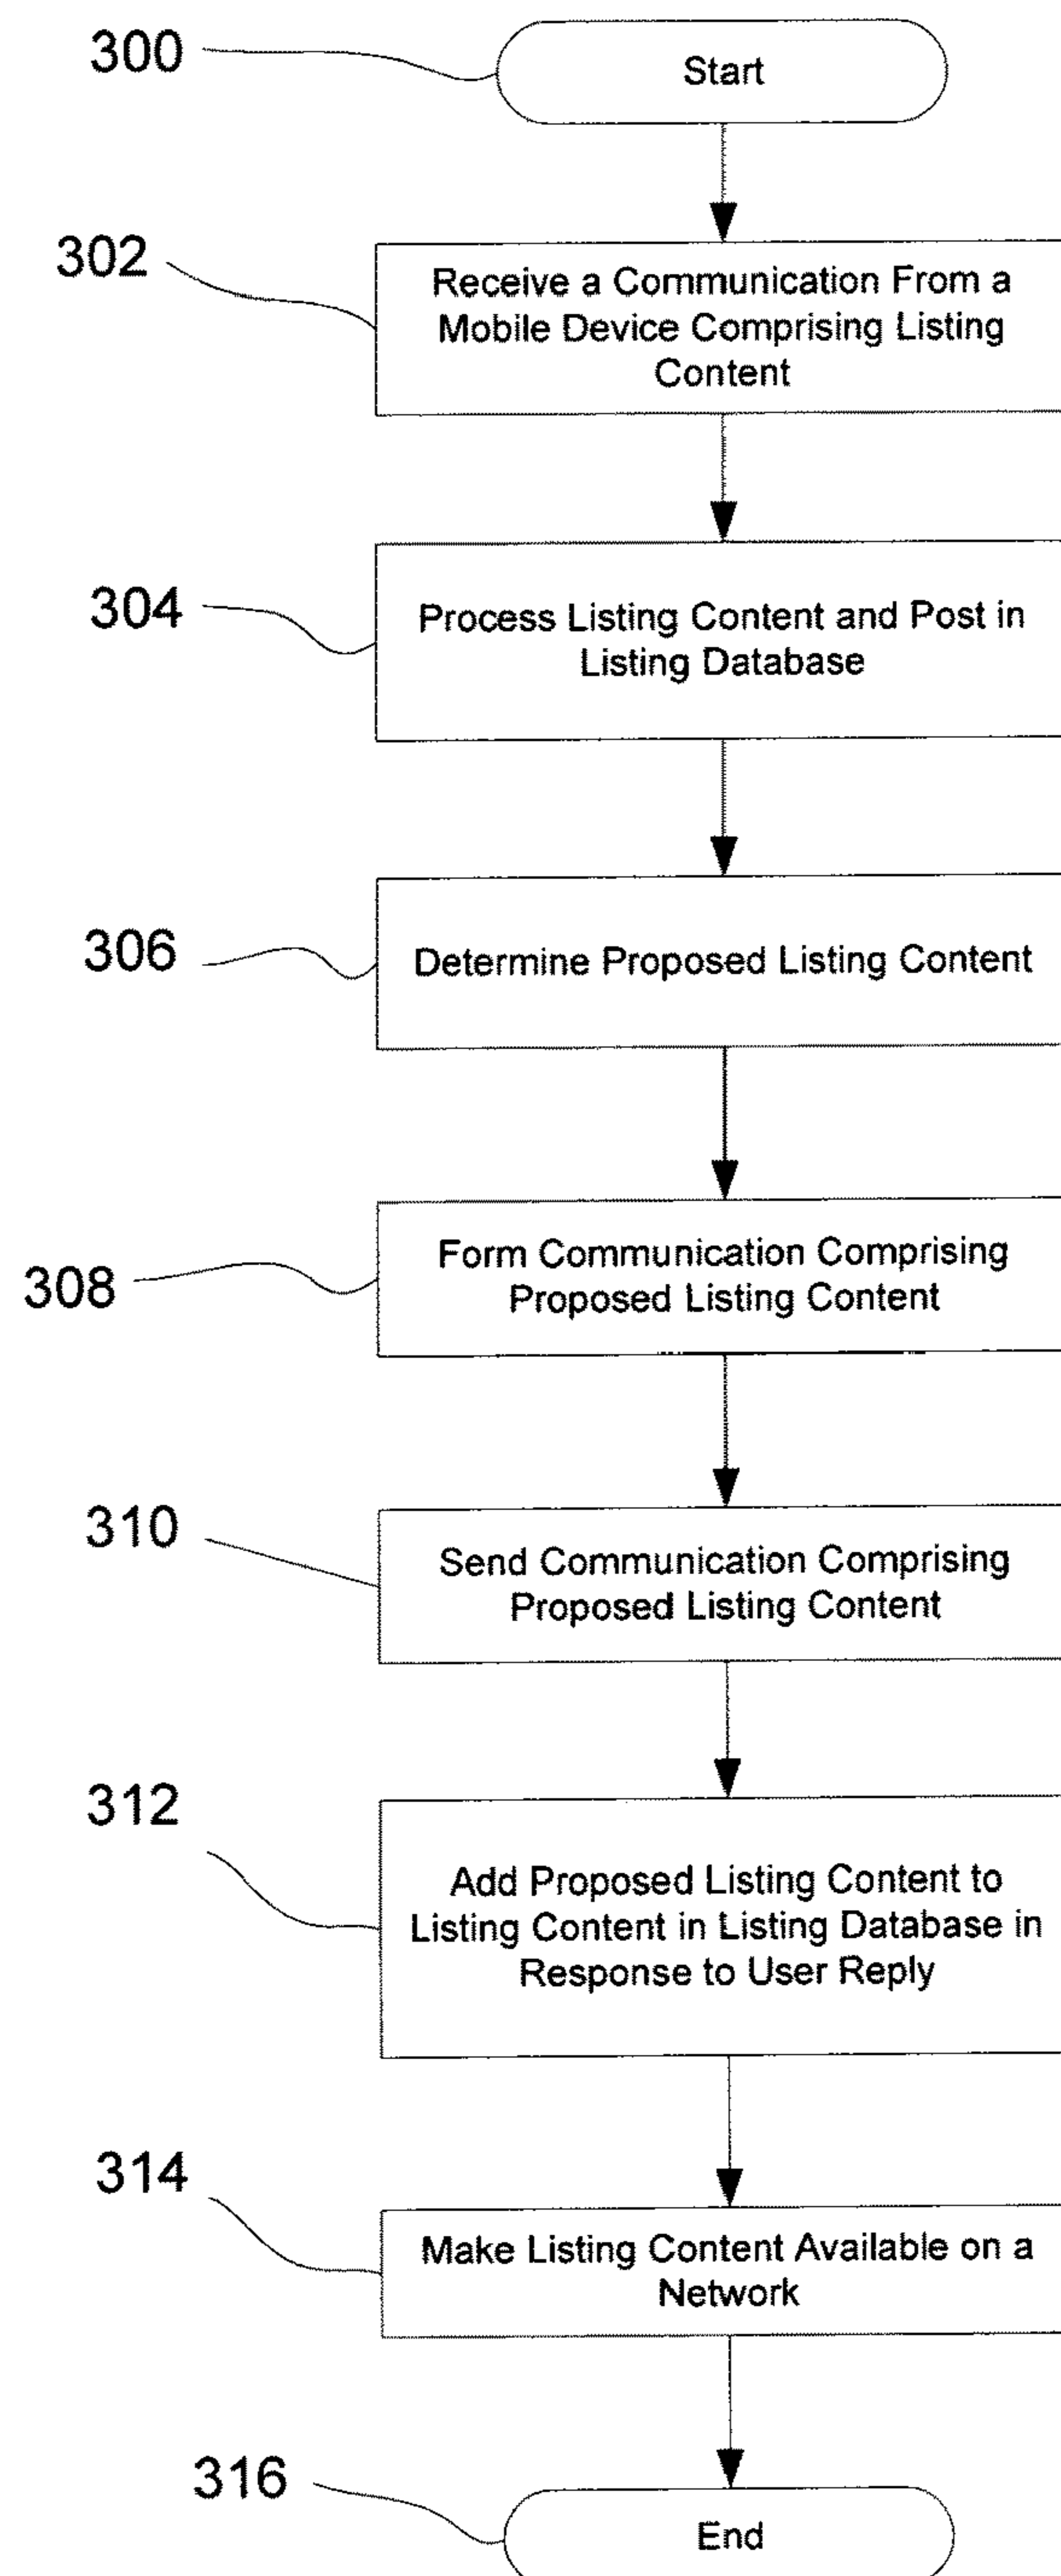 300
Start
302
Receive a Communication From a
Mobile Device Comprising Listing
Content
304
Process Listing Content and Post in
Listing Database
306
Determine Proposed Listing Content
308
Form Communication Comprising
Proposed Listing Content
310
Send Communication Comprising
Proposed Listing Content
312
Add Proposed Listing Content to
Listing Content in Listing Database in
Response to User Reply
314
Make Listing Content Available on a
Network
316
End